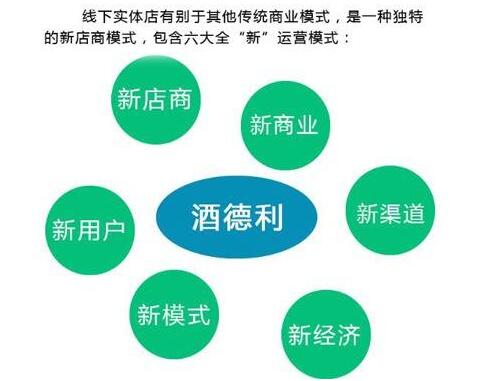 线下实体店有别于其他传统商业模式，是一种独特
的新店商模式，包含六大全“新”运营模式：
新店商
新商业
酒德利
新用户
新渠道
新模式
新经济